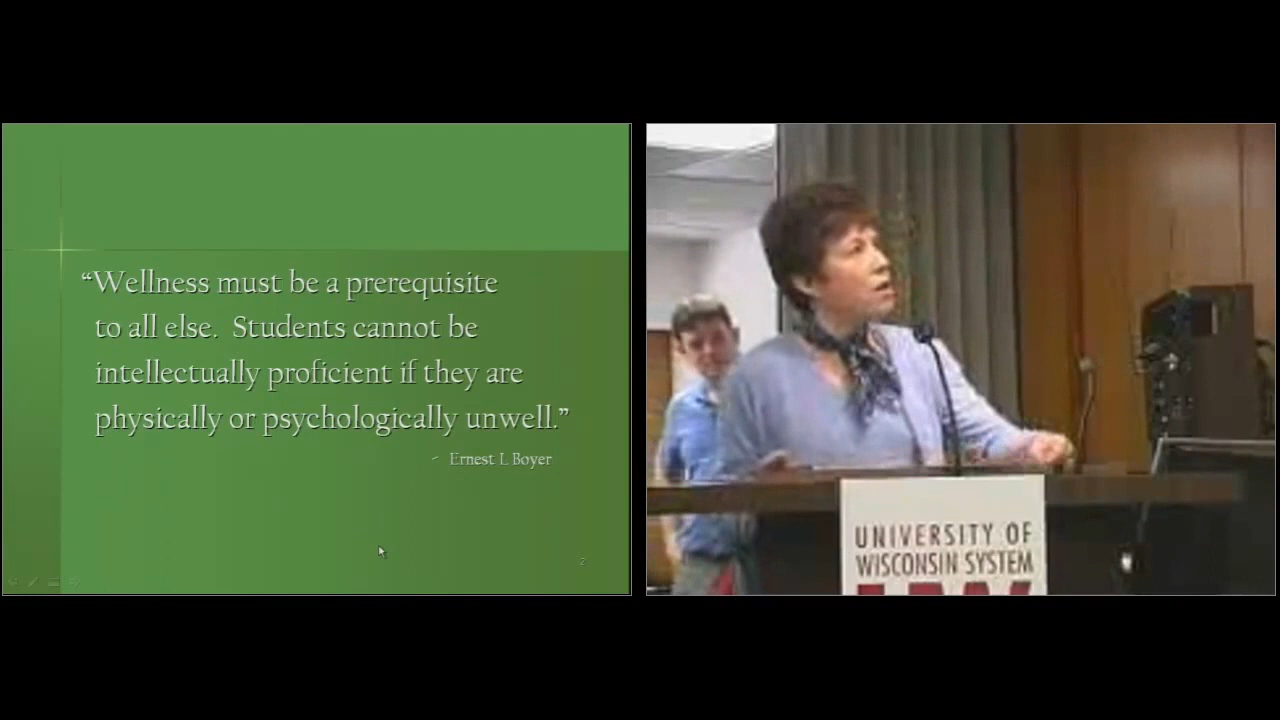 “Wellness must be a prerequisite
to all else. Students cannot be
intellectually proficient if they are
physically or psychologically unwell.”
- Ernest L Boyer
2
UNIVERSITY OF
WISCONSIN SYSTEM